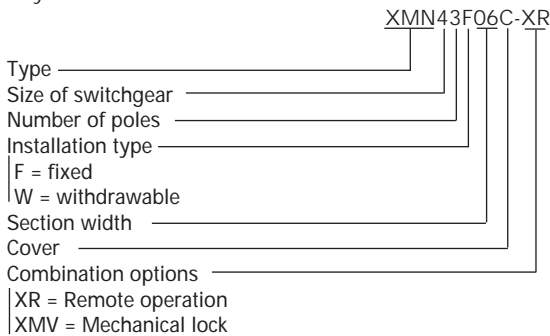 XMN43F06C-XR
Type
Size of switchgear
Number of poles
Installation type
F = fixed
W = withdrawable
Section width
Cover
Combination options
XR = Remote operation
XMV = Mechanical lock